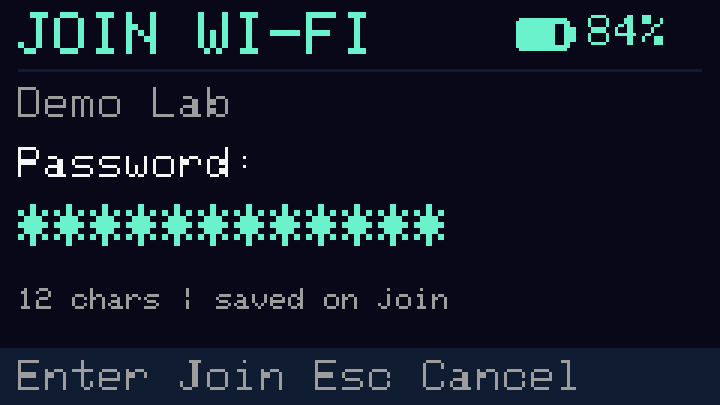 JOIN WI-FI 84%
Demo Lab
Password:
************
12 chars | saved on join
Enter Join Esc Cancel